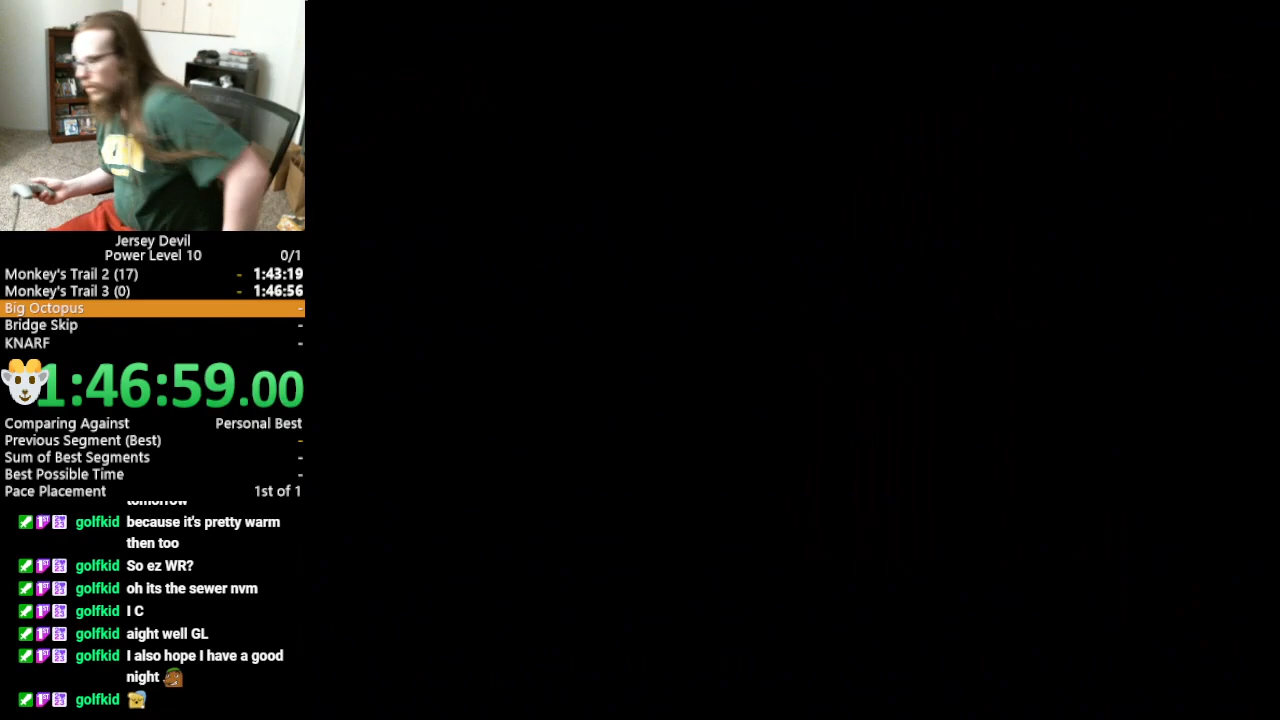 Jersey Devil
Power Level 10 0/1
Monkey's Trail 2 (17) - 1:43:19
Monkey's Trail 3 (0) - 1:46:56
Big Octopus -
Bridge Skip -
KNARF -
1:46:59.00
Comparing Against Personal Best
Previous Segment (Best) -
Sum of Best Segments -
Best Possible Time -
Pace Placement 1st of 1
tomorrow
golfkid because it's pretty warm
then too
golfkid So ez WR?
golfkid oh its the sewer nvm
golfkid I C
golfkid aight well GL
golfkid I also hope I have a good
night
golfkid